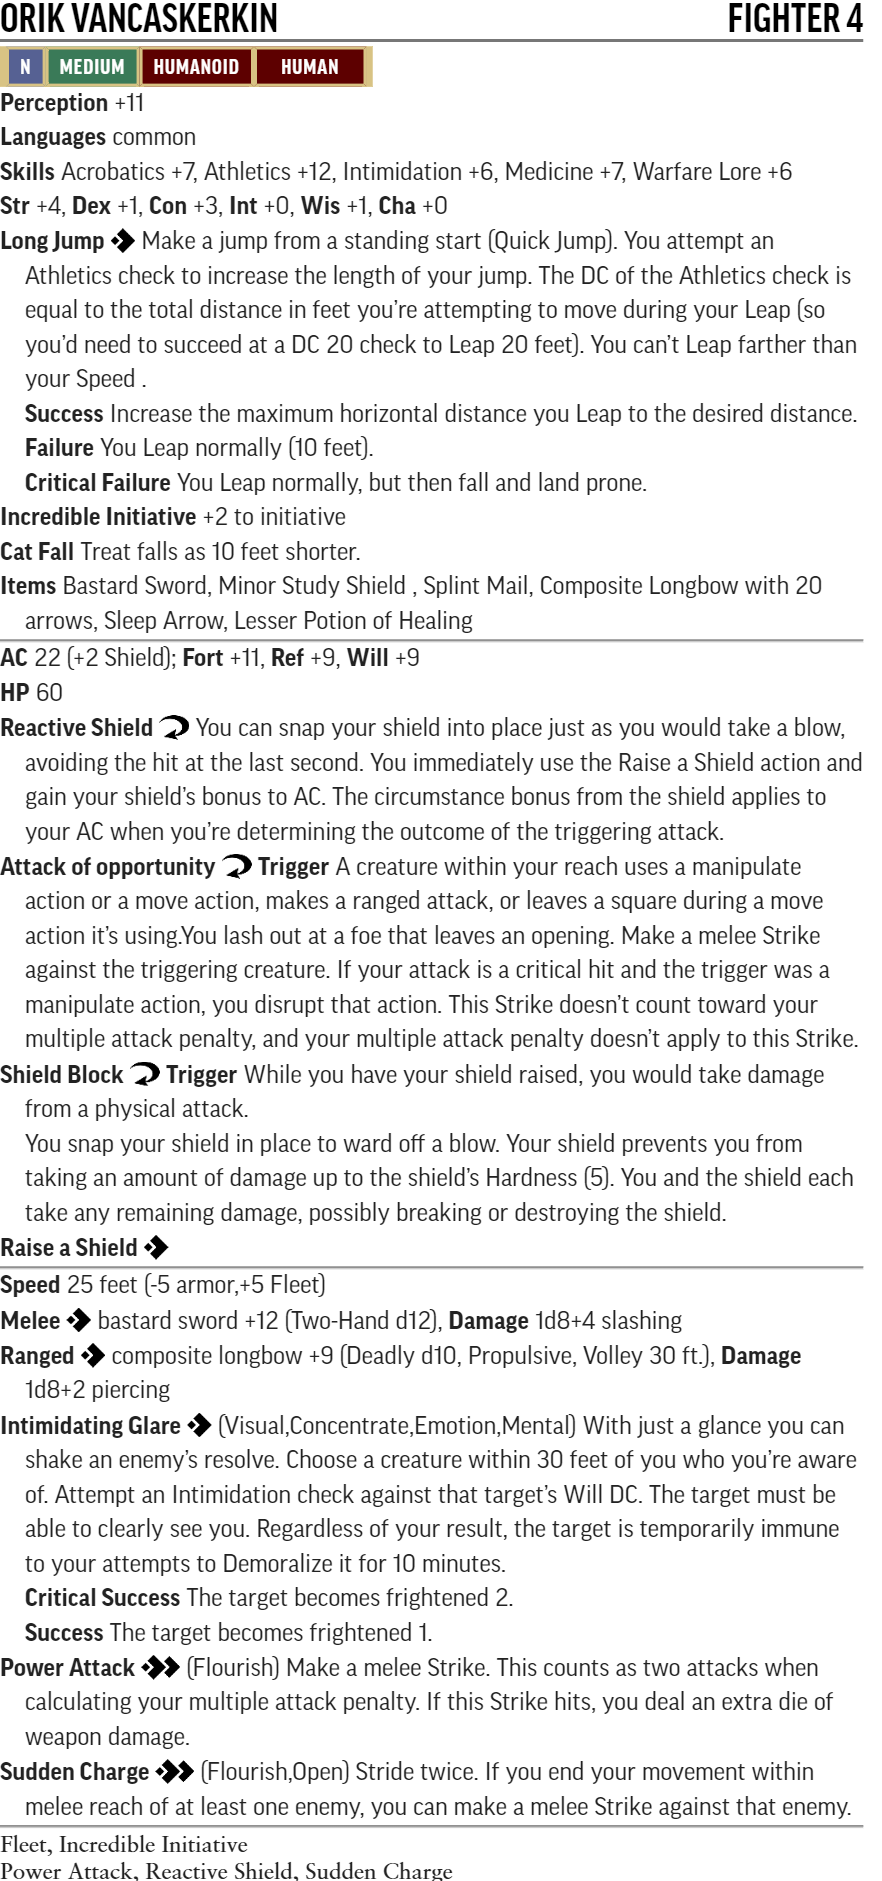 ORIK VANCASKERKIN FIGHTER 4
N MEDIUM HUMANOID HUMAN
Perception +11
Languages common
Skills Acrobatics +7, Athletics +12, Intimidation +6, Medicine +7, Warfare Lore +6
Str +4, Dex +1, Con +3, Int +0, Wis +1, Cha +0
Long Jump Make a jump from a standing start (Quick Jump). You attempt an
Athletics check to increase the length of your jump. The DC of the Athletics check is
equal to the total distance in feet you're attempting to move during your Leap (so
you'd need to succeed at a DC 20 check to Leap 20 feet). You can't Leap farther than
your Speed .
Success Increase the maximum horizontal distance you Leap to the desired distance.
Failure You Leap normally (10 feet).
Critical Failure You Leap normally, but then fall and land prone.
Incredible Initiative +2 to initiative
Cat Fall Treat falls as 10 feet shorter.
Items Bastard Sword, Minor Study Shield , Splint Mail, Composite Longbow with 20
arrows, Sleep Arrow, Lesser Potion of Healing
AC 22 (+2 Shield); Fort +11, Ref +9, Will +9
HP 60
Reactive Shield You can snap your shield into place just as you would take a blow,
avoiding the hit at the last second. You immediately use the Raise a Shield action and
gain your shield's bonus to AC. The circumstance bonus from the shield applies to
your AC when you're determining the outcome of the triggering attack.
Attack of opportunity Trigger A creature within your reach uses a manipulate
action or a move action, makes a ranged attack, or leaves a square during a move
action it's using.You lash out at a foe that leaves an opening. Make a melee Strike
against the triggering creature. If your attack is a critical hit and the trigger was a
manipulate action, you disrupt that action. This Strike doesn't count toward your
multiple attack penalty, and your multiple attack penalty doesn't apply to this Strike.
Shield Block Trigger While you have your shield raised, you would take damage
from a physical attack.
You snap your shield in place to ward off a blow. Your shield prevents you from
taking an amount of damage up to the shield's Hardness (5). You and the shield each
take any remaining damage, possibly breaking or destroying the shield.
Raise a Shield
Speed 25 feet (-5 armor,+5 Fleet)
Melee bastard sword +12 (Two-Hand d12), Damage 1d8+4 slashing
Ranged composite longbow +9 (Deadly d10, Propulsive, Volley 30 ft.), Damage
1d8+2 piercing
Intimidating Glare (Visual,Concentrate,Emotion,Mental) With just a glance you can
shake an enemy's resolve. Choose a creature within 30 feet of you who you're aware
of. Attempt an Intimidation check against that target's Will DC. The target must be
able to clearly see you. Regardless of your result, the target is temporarily immune
to your attempts to Demoralize it for 10 minutes.
Critical Success The target becomes frightened 2.
Success The target becomes frightened 1.
Power Attack (Flourish) Make a melee Strike. This counts as two attacks when
calculating your multiple attack penalty. If this Strike hits, you deal an extra die of
weapon damage.
Sudden Charge (Flourish,Open) Stride twice. If you end your movement within
melee reach of at least one enemy, you can make a melee Strike against that enemy.
Fleet, Incredible Initiative
Power Attack, Reactive Shield, Sudden Charge